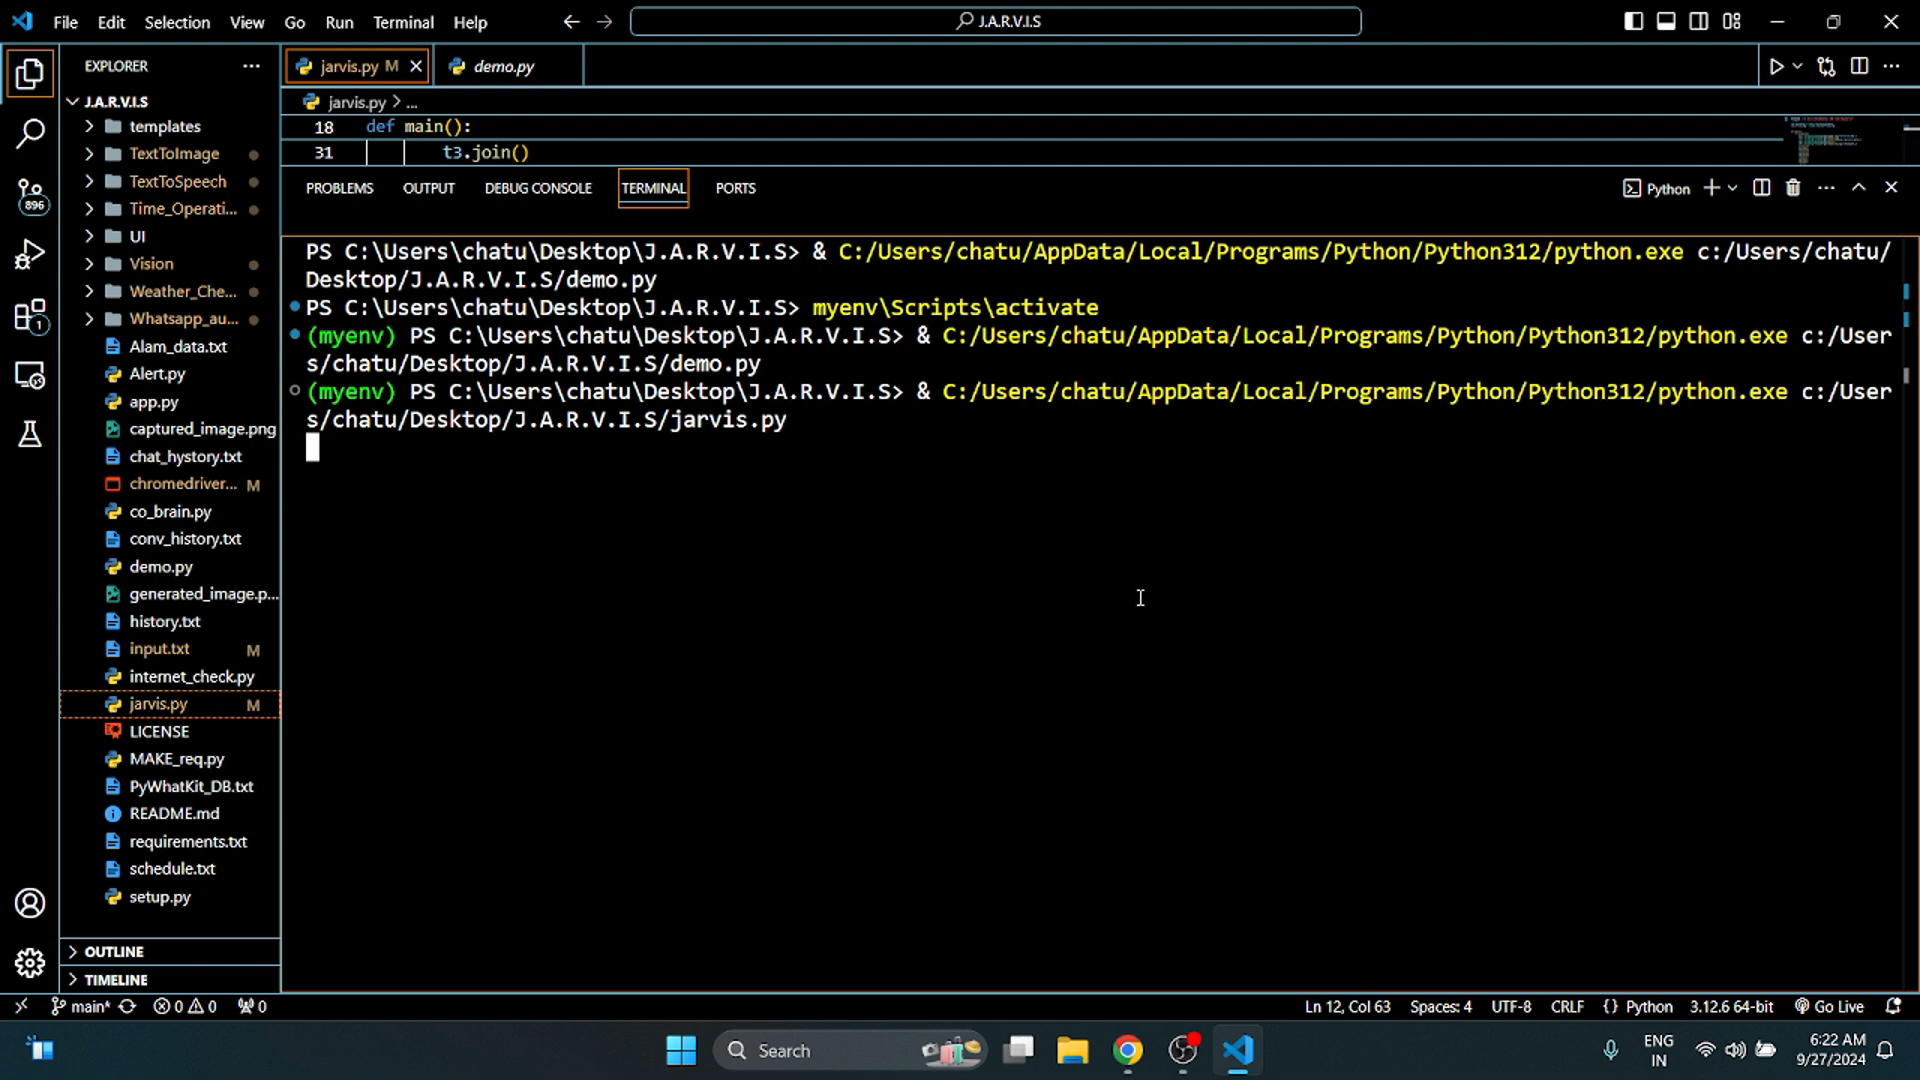 File Edit Selection View Go Run Terminal Help
J.A.R.V.I.S
EXPLORER
J.A.R.V.I.S
templates
TextToImage
TextToSpeech
Time_Operati...
UI
Vision
Weather_Che...
Whatsapp_au...
Alam_data.txt
Alert.py
app.py
captured_image.png
chat_hystory.txt
chromedriver... M
co_brain.py
conv_history.txt
demo.py
generated_image.p...
history.txt
input.txt M
internet_check.py
jarvis.py M
LICENSE
MAKE_req.py
PyWhatKit_DB.txt
README.md
requirements.txt
schedule.txt
setup.py
OUTLINE
TIMELINE
896
1
jarvis.py M
demo.py
jarvis.py > ...
18 def main():
31 t3.join()
PROBLEMS OUTPUT DEBUG CONSOLE TERMINAL PORTS
Python
PS C:\Users\chatu\Desktop\J.A.R.V.I.S> & C:/Users/chatu/AppData/Local/Programs/Python/Python312/python.exe c:/Users/chatu/
Desktop/J.A.R.V.I.S/demo.py
PS C:\Users\chatu\Desktop\J.A.R.V.I.S> myenv\Scripts\activate
(myenv) PS C:\Users\chatu\Desktop\J.A.R.V.I.S> & C:/Users/chatu/AppData/Local/Programs/Python/Python312/python.exe c:/User
s/chatu/Desktop/J.A.R.V.I.S/demo.py
(myenv) PS C:\Users\chatu\Desktop\J.A.R.V.I.S> & C:/Users/chatu/AppData/Local/Programs/Python/Python312/python.exe c:/User
s/chatu/Desktop/J.A.R.V.I.S/jarvis.py
main* 0 0 0
Ln 12, Col 63 Spaces: 4 UTF-8 CRLF {} Python 3.12.6 64-bit Go Live
Search
ENG
IN
6:22 AM
9/27/2024